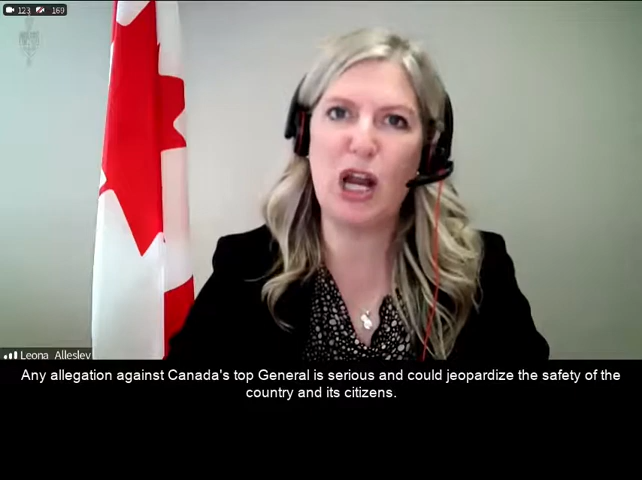 123 169
Leona Alleslev
Any allegation against Canada's top General is serious and could jeopardize the safety of the
country and its citizens.